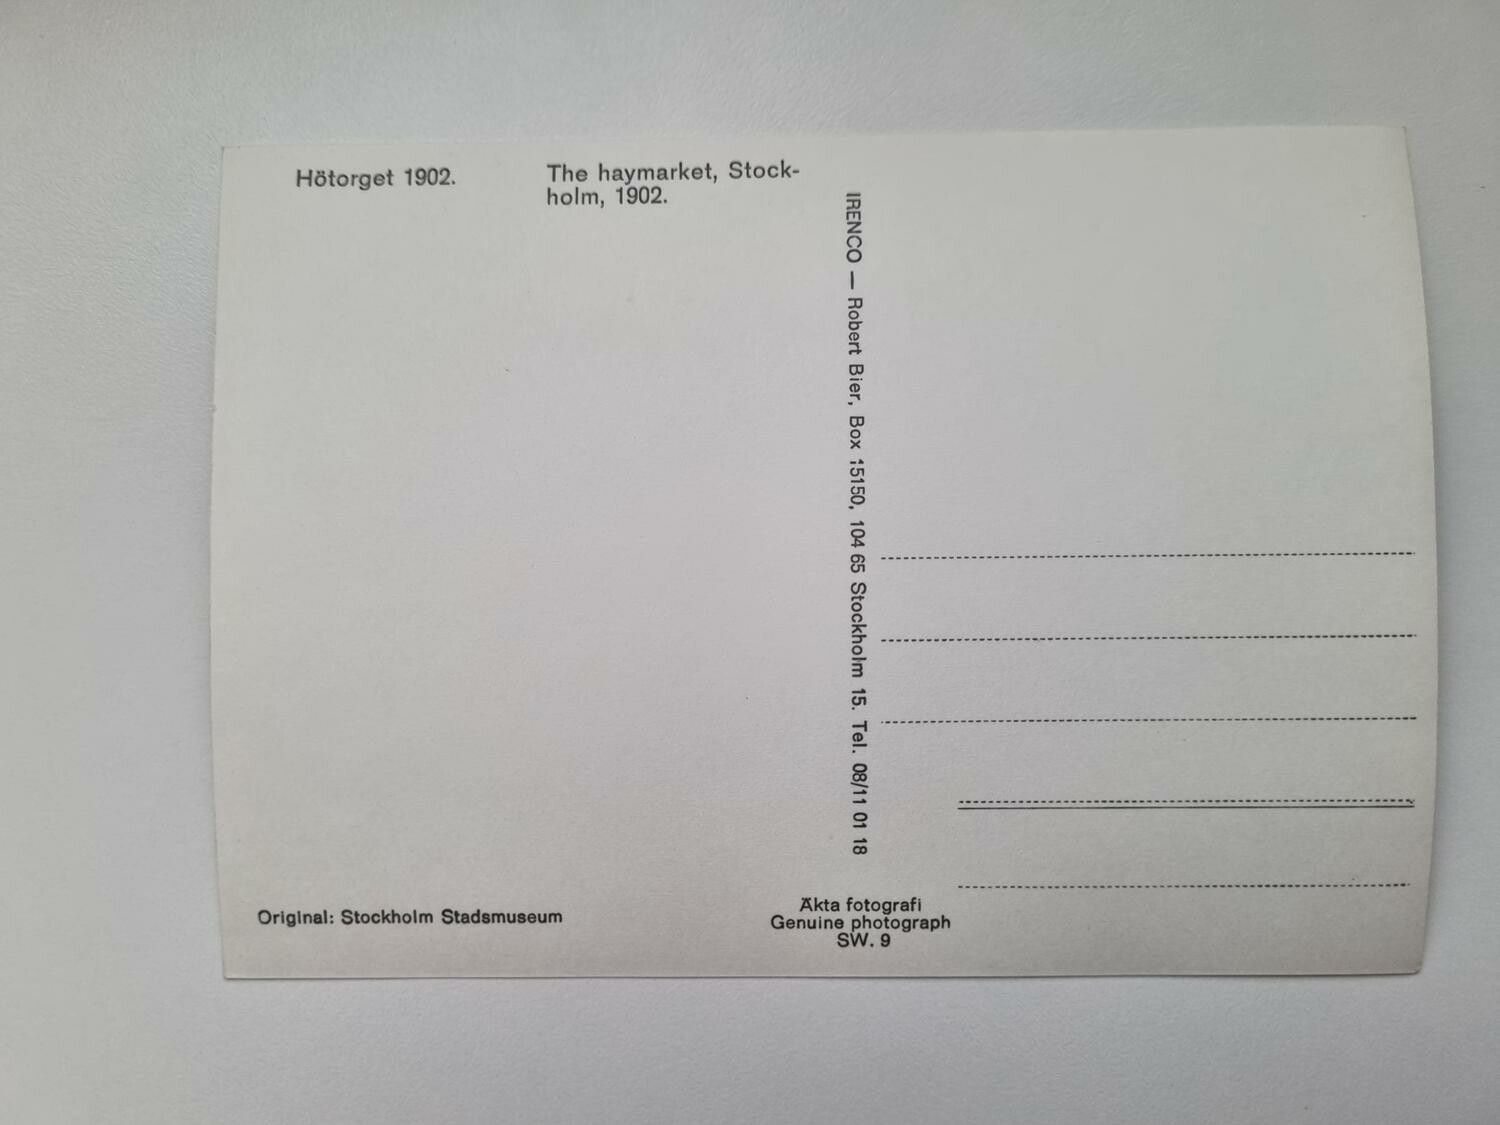 Hötorget 1902.
The haymarket, Stock-
holm, 1902.
IRENCO — Robert Bier, Box 15150, 104 65 Stockholm 15. Tel. 08/11 01 18
Original: Stockholm Stadsmuseum
Äkta fotografi
Genuine photograph
SW. 9